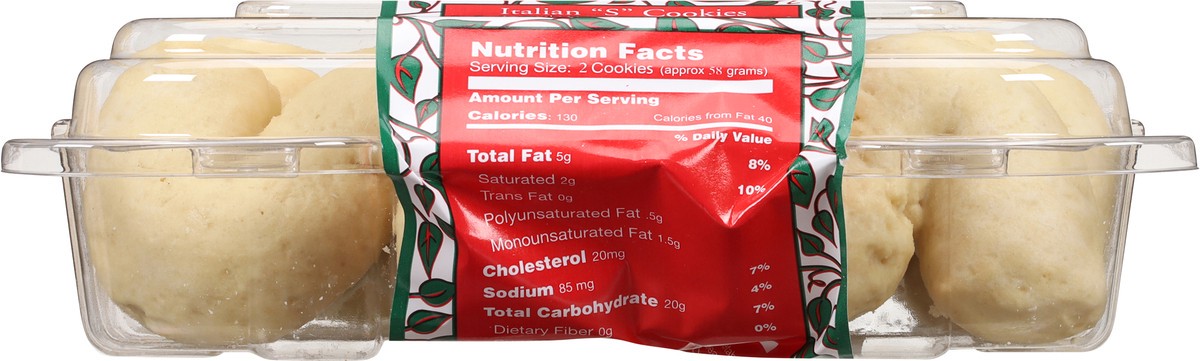 Italian "S" Cookies
Nutrition Facts
Serving Size: 2 Cookies (approx 58 grams)
Amount Per Serving
Calories: 130 Calories from Fat 40
% Daily Value
Total Fat 5g 8%
Saturated 2g 10%
Trans Fat 0g
Polyunsaturated Fat .5g
Monounsaturated Fat 1.5g
Cholesterol 20mg 7%
Sodium 85 mg 4%
Total Carbohydrate 20g 7%
Dietary Fiber 0g 0%